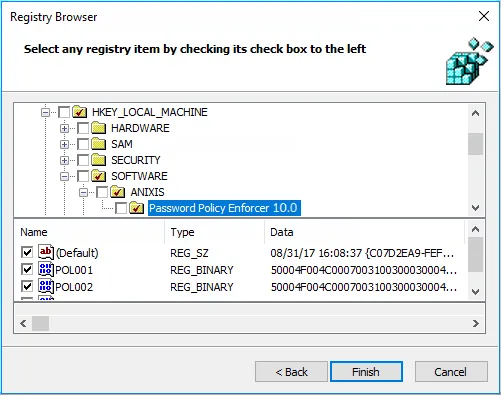 Registry Browser
Select any registry item by checking its check box to the left
HKEY_LOCAL_MACHINE
HARDWARE
SAM
SECURITY
SOFTWARE
ANIXIS
Password Policy Enforcer 10.0
Name Type Data
ab (Default) REG_SZ 08/31/17 16:08:37 {C07D2EA9-FEF...
POL001 REG_BINARY 50004F004C0007003100300030004...
POL002 REG_BINARY 50004F004C0007003100300030004...
< Back Finish Cancel